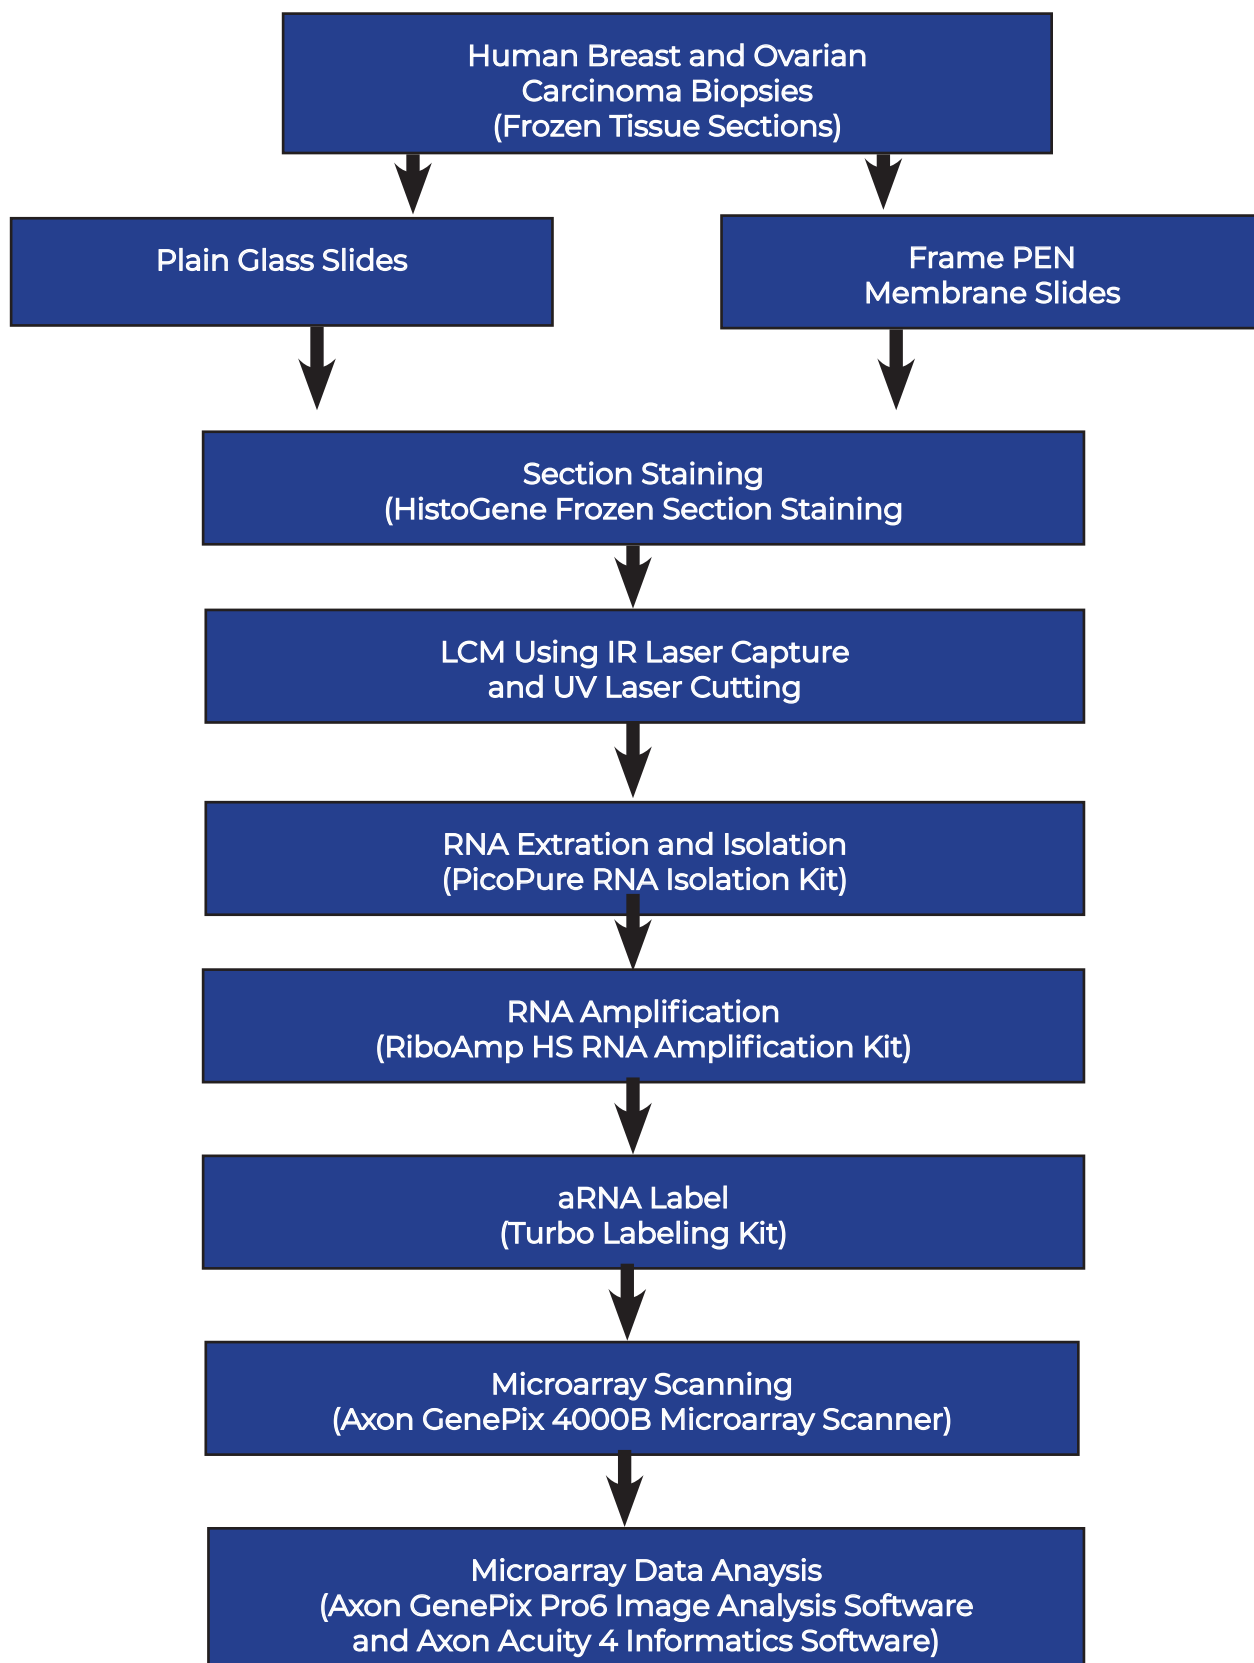 Human Breast and Ovarian
Carcinoma Biopsies
(Frozen Tissue Sections)
Plain Glass Slides
Frame PEN
Membrane Slides
Section Staining
(HistoGene Frozen Section Staining
LCM Using IR Laser Capture
and UV Laser Cutting
RNA Extration and Isolation
(PicoPure RNA Isolation Kit)
RNA Amplification
(RiboAmp HS RNA Amplification Kit)
aRNA Label
(Turbo Labeling Kit)
Microarray Scanning
(Axon GenePix 4000B Microarray Scanner)
Microarray Data Anaysis
(Axon GenePix Pro6 Image Analysis Software
and Axon Acuity 4 Informatics Software)